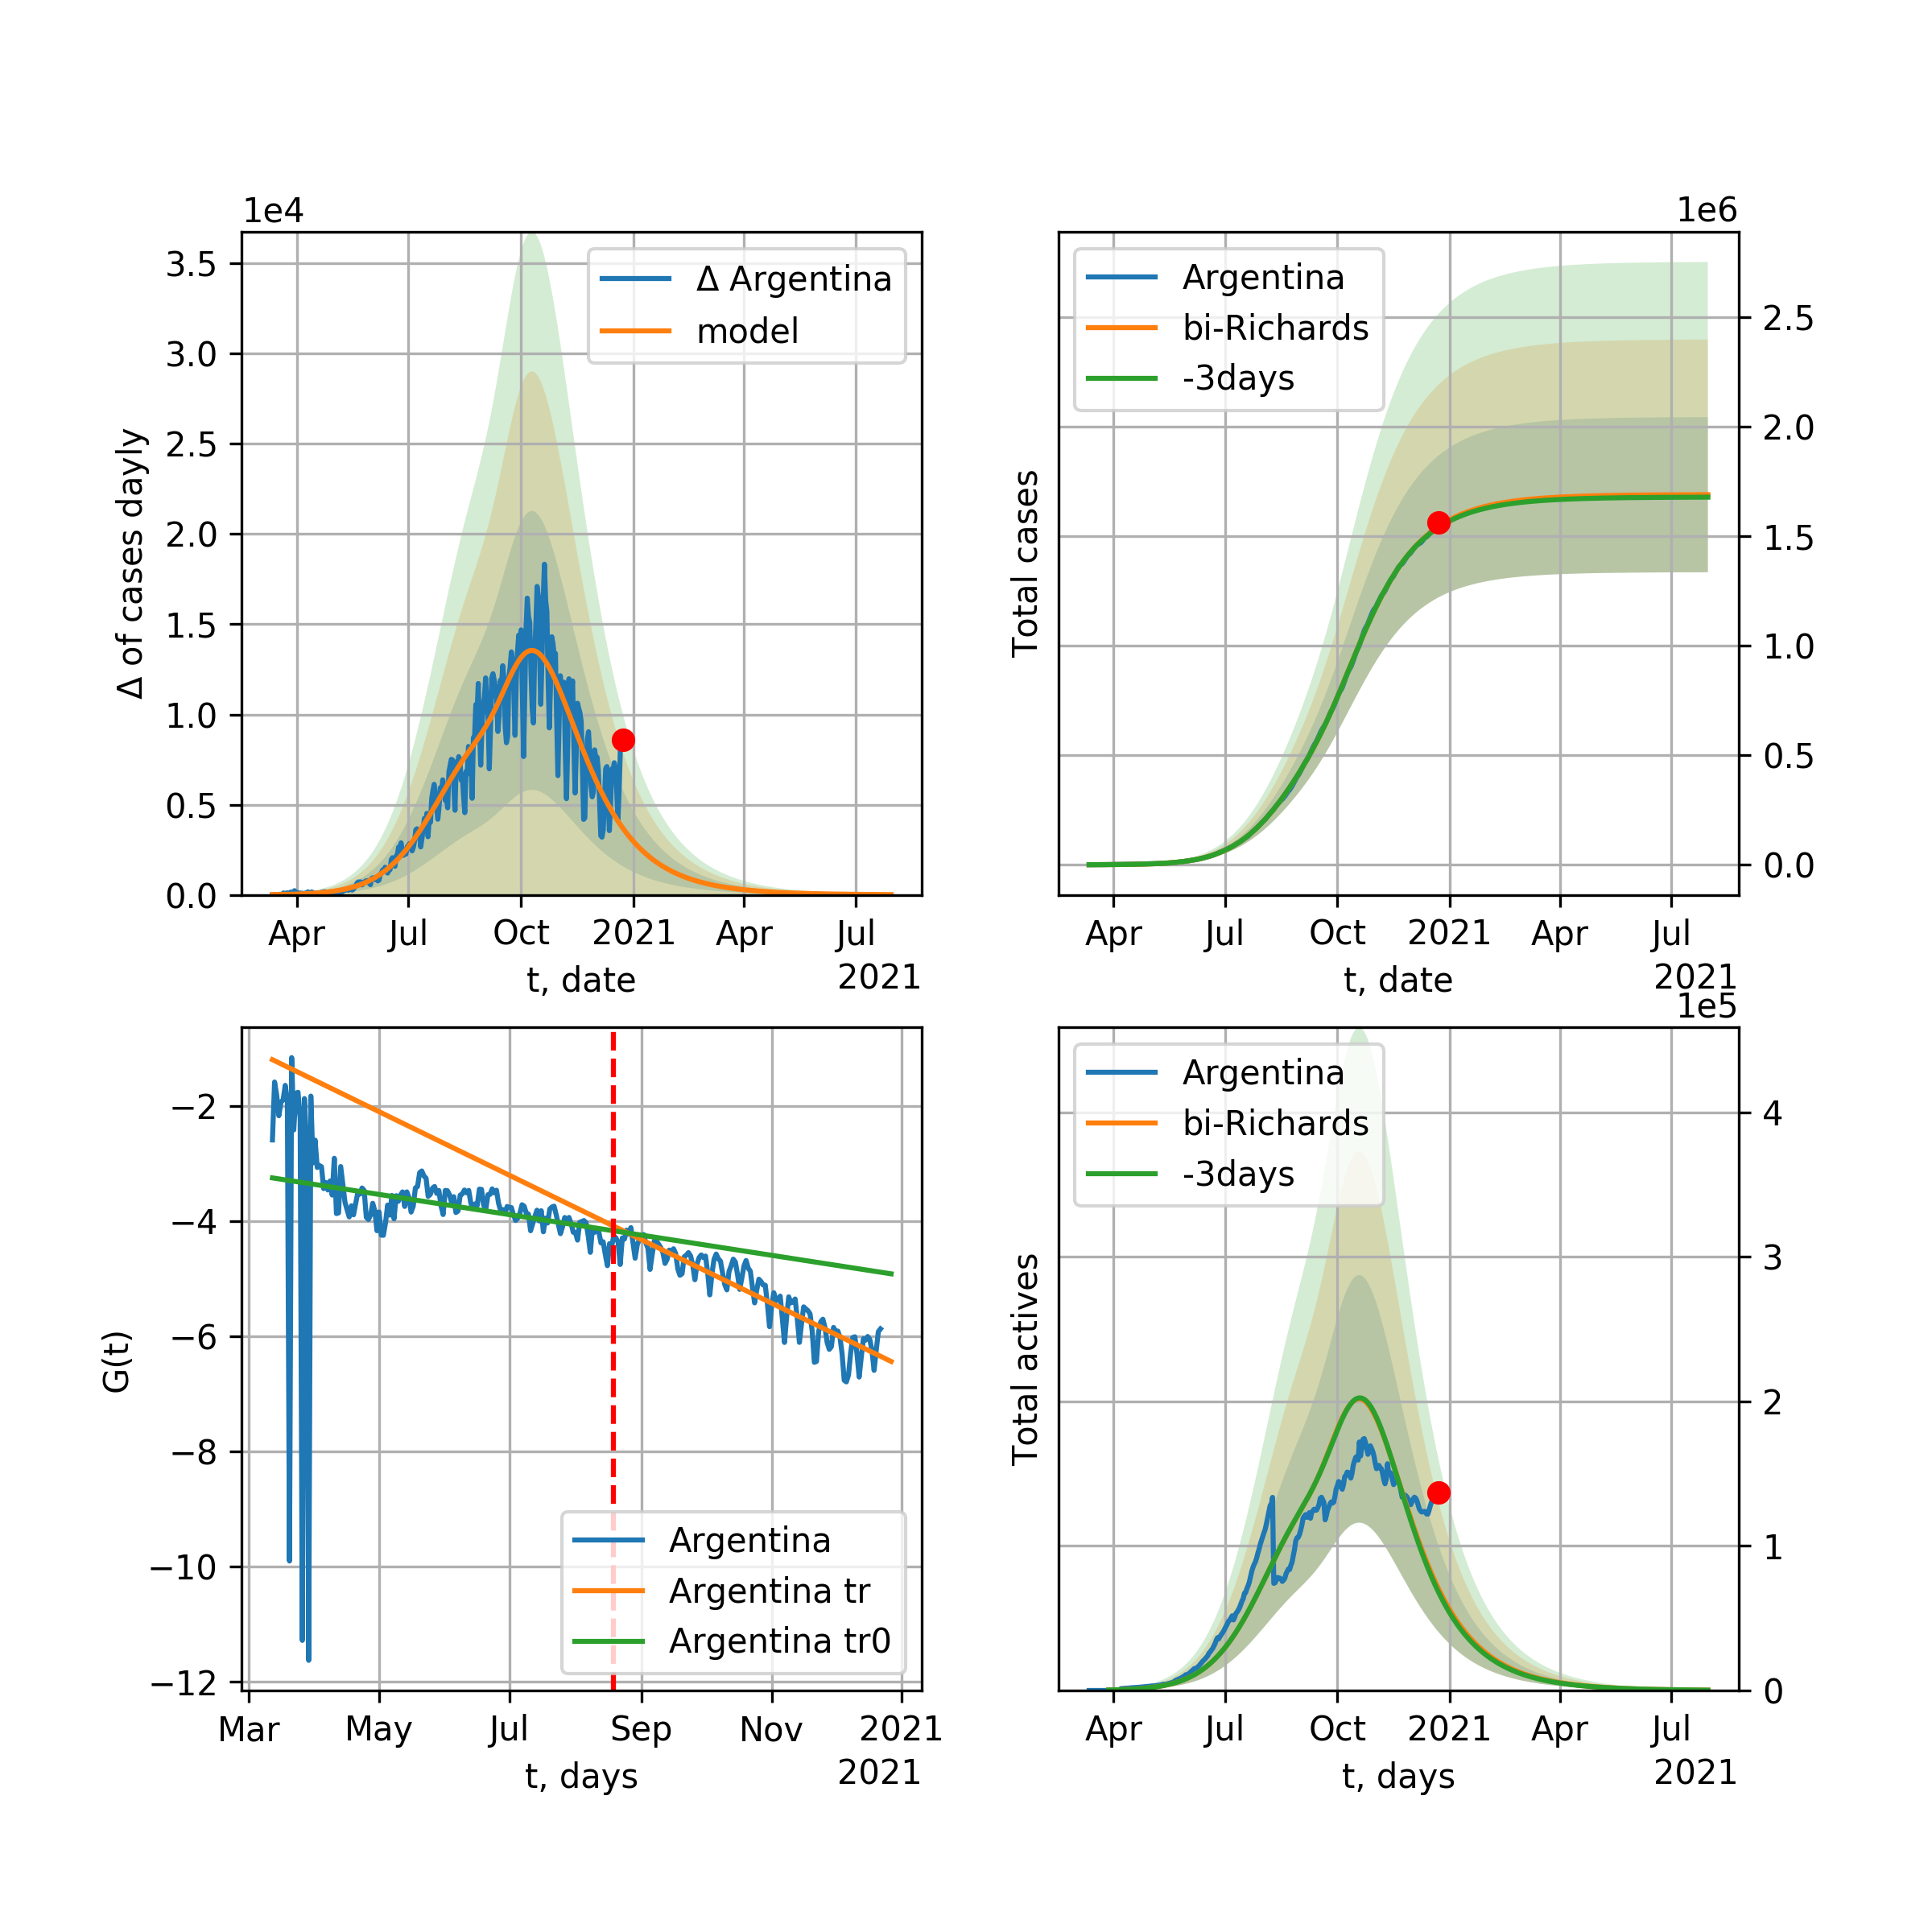 1e4
3.5
3.0
2.5
2.0
1.5
1.0
0.5
0.0
Δ of cases dayly
Δ Argentina
model
Apr Jul Oct 2021 Apr Jul
t, date
2021
1e6
Argentina
bi-Richards
-3days
Total cases
2.5
2.0
1.5
1.0
0.5
0.0
Apr Jul Oct 2021 Apr Jul
t, date
2021
−2
−4
−6
−8
−10
−12
G(t)
Argentina
Argentina tr
Argentina tr0
Mar May Jul Sep Nov 2021
t, days
2021
1e5
Argentina
bi-Richards
-3days
Total actives
4
3
2
1
0
Apr Jul Oct 2021 Apr Jul
t, days
2021